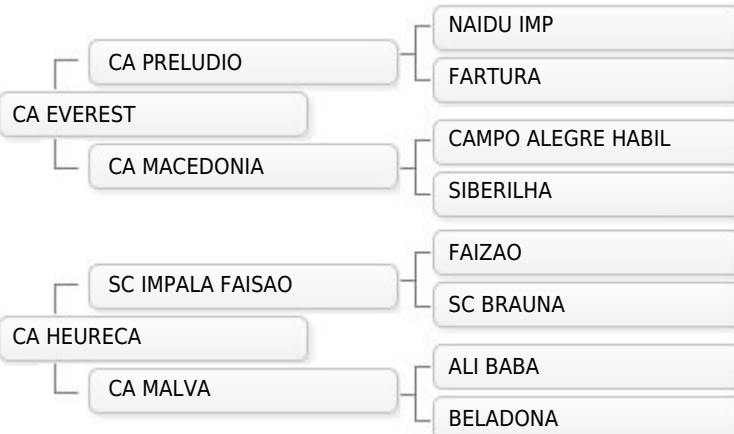 NAIDU IMP
CA PRELUDIO
FARTURA
CA EVEREST
CAMPO ALEGRE HABIL
CA MACEDONIA
SIBERILHA
FAIZAO
SC IMPALA FAISAO
SC BRAUNA
CA HEURECA
ALI BABA
CA MALVA
BELADONA